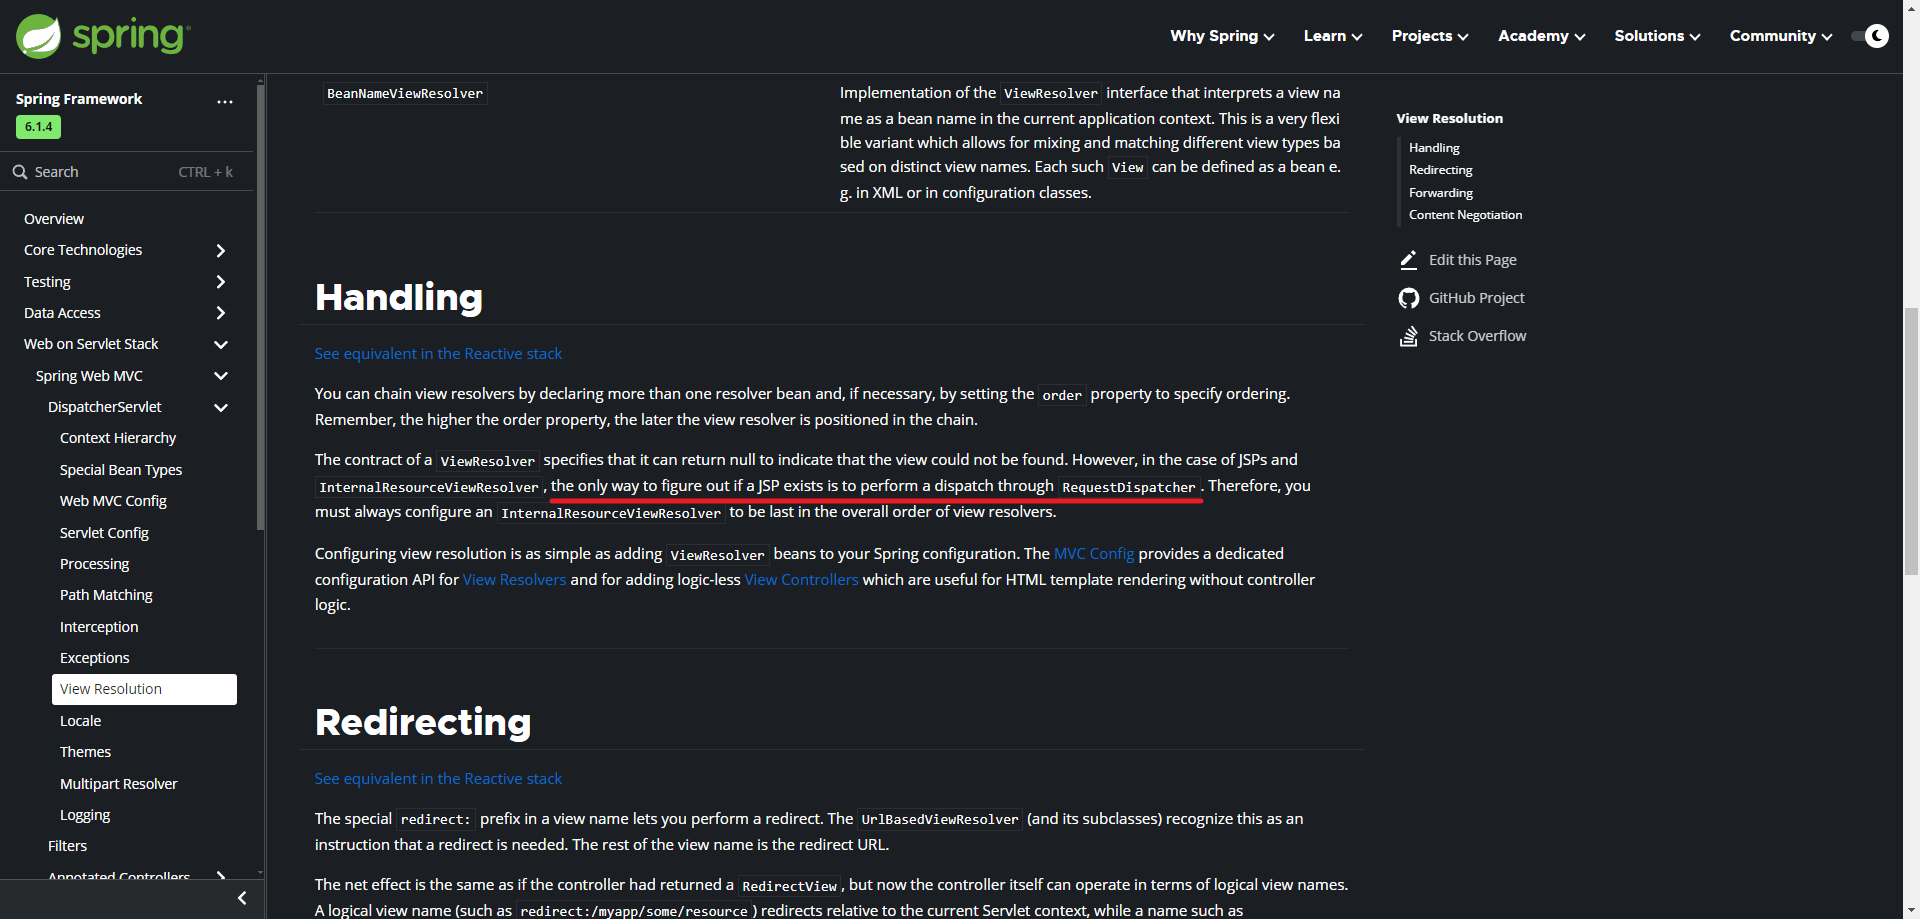 spring
Why Spring
Learn
Projects
Academy
Solutions
Community
Spring Framework
...
6.1.4
Search
CTRL + k
Overview
Core Technologies
Testing
Data Access
Web on Servlet Stack
Spring Web MVC
DispatcherServlet
Context Hierarchy
Special Bean Types
Web MVC Config
Servlet Config
Processing
Path Matching
Interception
Exceptions
View Resolution
Locale
Themes
Multipart Resolver
Logging
Filters
Annotated Controllers
BeanNameViewResolver
Implementation of the ViewResolver interface that interprets a view na
me as a bean name in the current application context. This is a very flexi
ble variant which allows for mixing and matching different view types ba
sed on distinct view names. Each such View can be defined as a bean e.
g. in XML or in configuration classes.
Handling
See equivalent in the Reactive stack
You can chain view resolvers by declaring more than one resolver bean and, if necessary, by setting the order property to specify ordering.
Remember, the higher the order property, the later the view resolver is positioned in the chain.
The contract of a ViewResolver specifies that it can return null to indicate that the view could not be found. However, in the case of JSPs and
InternalResourceViewResolver, the only way to figure out if a JSP exists is to perform a dispatch through RequestDispatcher. Therefore, you
must always configure an InternalResourceViewResolver to be last in the overall order of view resolvers.
Configuring view resolution is as simple as adding ViewResolver beans to your Spring configuration. The MVC Config provides a dedicated
configuration API for View Resolvers and for adding logic-less View Controllers which are useful for HTML template rendering without controller
logic.
Redirecting
See equivalent in the Reactive stack
The special redirect: prefix in a view name lets you perform a redirect. The UrlBasedViewResolver (and its subclasses) recognize this as an
instruction that a redirect is needed. The rest of the view name is the redirect URL.
The net effect is the same as if the controller had returned a RedirectView, but now the controller itself can operate in terms of logical view names.
A logical view name (such as redirect:/myapp/some/resource) redirects relative to the current Servlet context, while a name such as
View Resolution
Handling
Redirecting
Forwarding
Content Negotiation
Edit this Page
GitHub Project
Stack Overflow